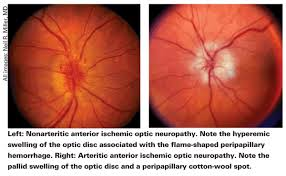 All images: Neil R. Miller, MD
Left: Nonarteritic anterior ischemic optic neuropathy. Note the hyperemic
swelling of the optic disc associated with the flame-shaped peripapillary
hemorrhage. Right: Arteritic anterior ischemic optic neuropathy. Note the
pallid swelling of the optic disc and a peripapillary cotton-wool spot.